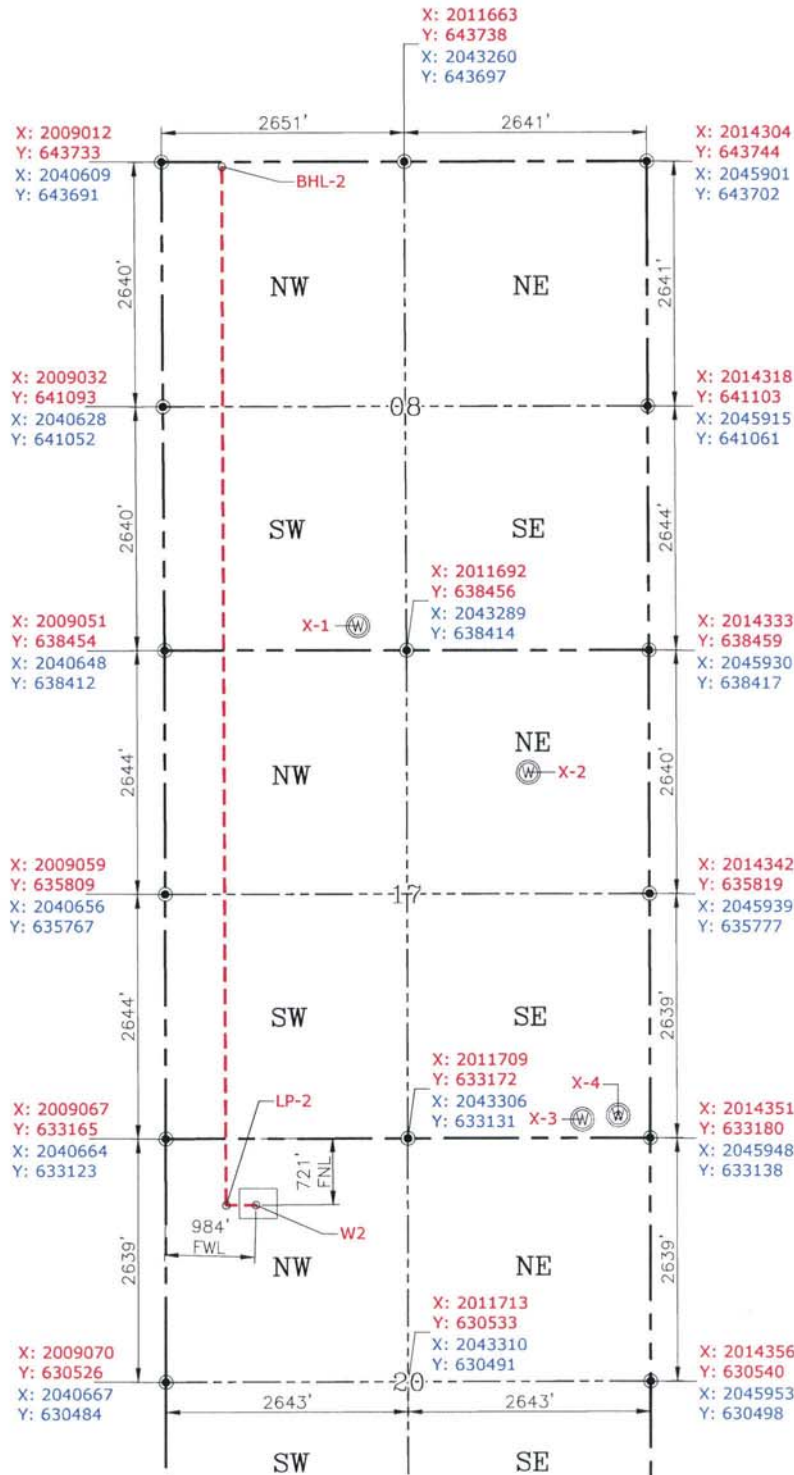 X: 2011663
Y: 643738
X: 2043260
Y: 643697
2651'
2641'
X: 2009012
Y: 643733
X: 2040609
Y: 643691
X: 2014304
Y: 643744
X: 2045901
Y: 643702
BHL-2
2640'
NW
NE
2641'
X: 2009032
Y: 641093
X: 2040628
Y: 641052
08
X: 2014318
Y: 641103
X: 2045915
Y: 641061
2640'
SW
SE
2644'
X: 2011692
Y: 638456
X: 2043289
Y: 638414
X-1
W
X: 2009051
Y: 638454
X: 2040648
Y: 638412
X: 2014333
Y: 638459
X: 2045930
Y: 638417
2644'
NW
NE
W
X-2
2640'
X: 2009059
Y: 635809
X: 2040656
Y: 635767
17
X: 2014342
Y: 635819
X: 2045939
Y: 635777
2644'
SW
SE
2639'
X: 2011709
Y: 633172
X: 2043306
Y: 633131
X-4
W
X-3
W
LP-2
X: 2009067
Y: 633165
X: 2040664
Y: 633123
X: 2014351
Y: 633180
X: 2045948
Y: 633138
721'
FNL
984'
FWL
W2
2639'
NW
NE
2639'
X: 2011713
Y: 630533
X: 2043310
Y: 630491
X: 2009070
Y: 630526
X: 2040667
Y: 630484
20
X: 2014356
Y: 630540
X: 2045953
Y: 630498
2643'
2643'
SW
SE